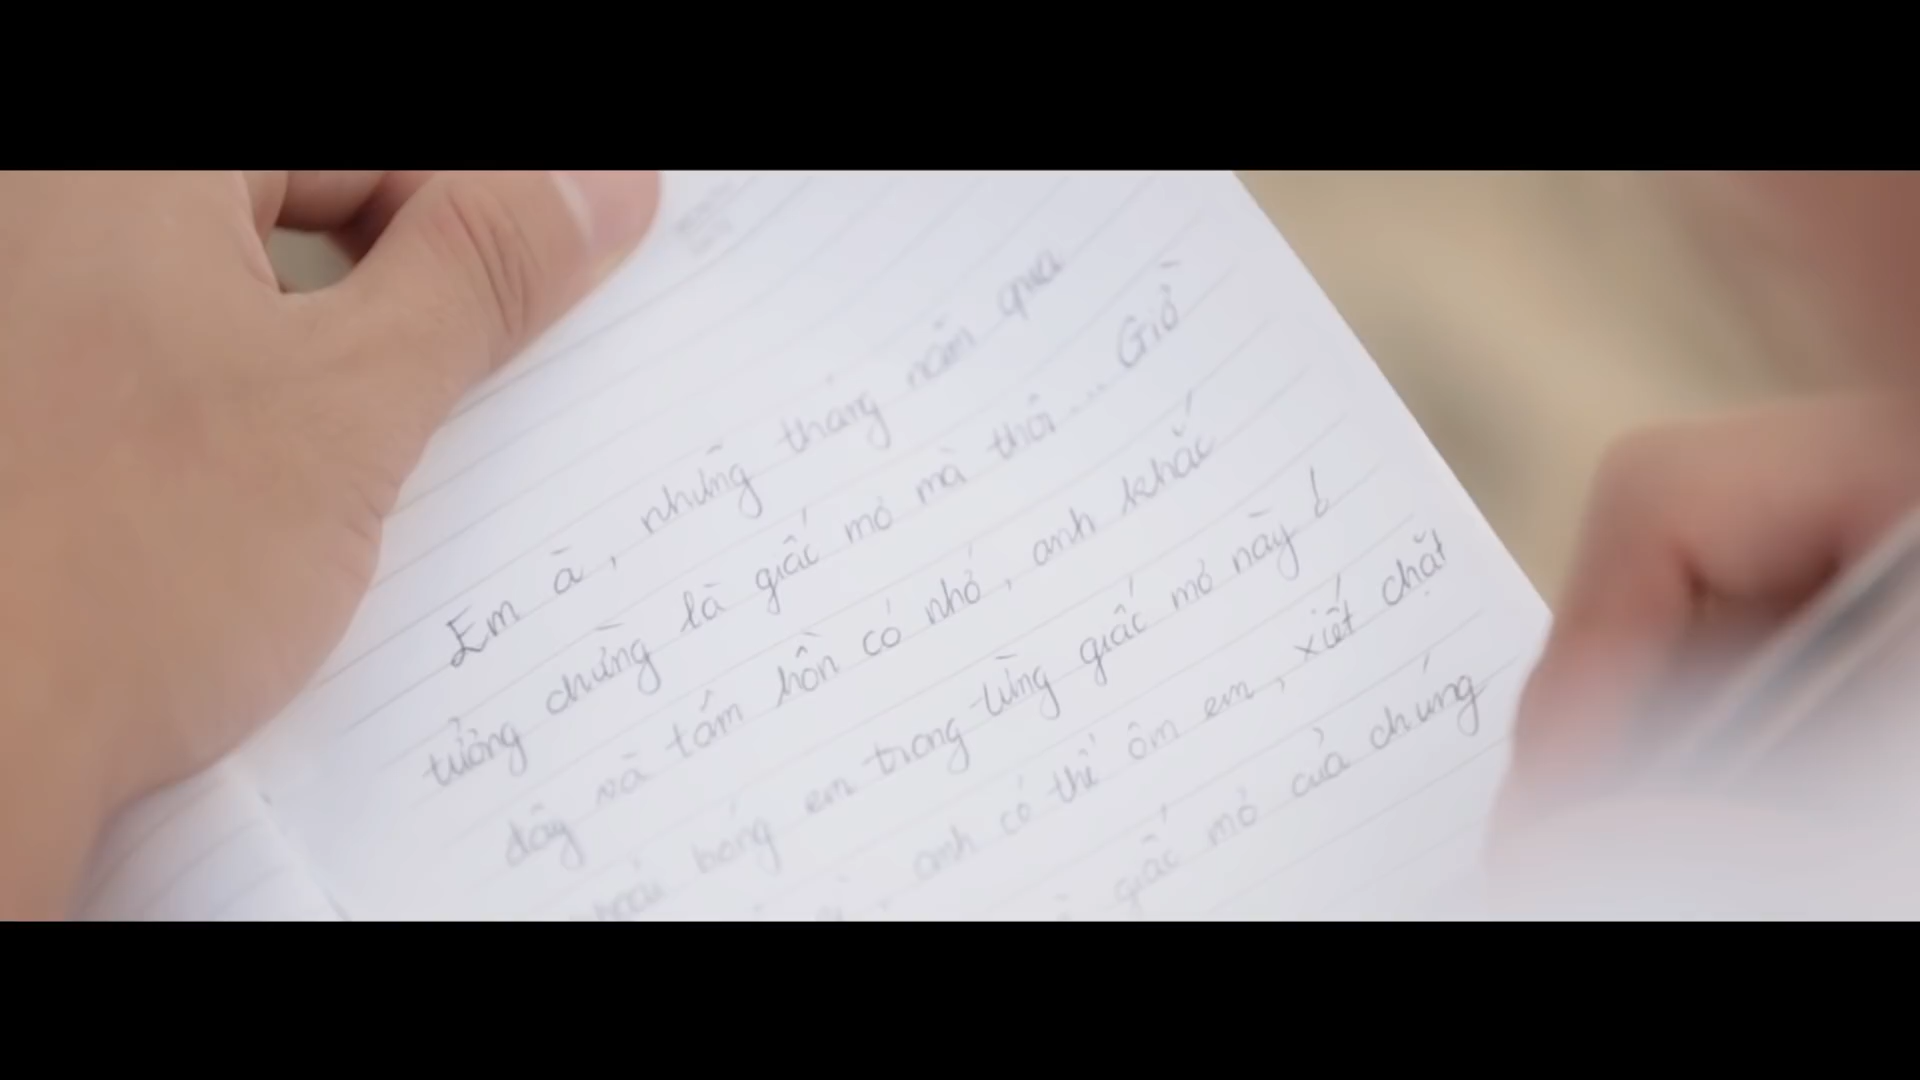 Em à, những tháng năm qua
tưởng chừng là giấc mơ mà thôi... Giờ
đây và tâm hồn có nhớ, anh khắc
hoài bóng em trong từng giấc mơ này!
anh có thể ôm em, xiết chặt
giấc mơ của chúng